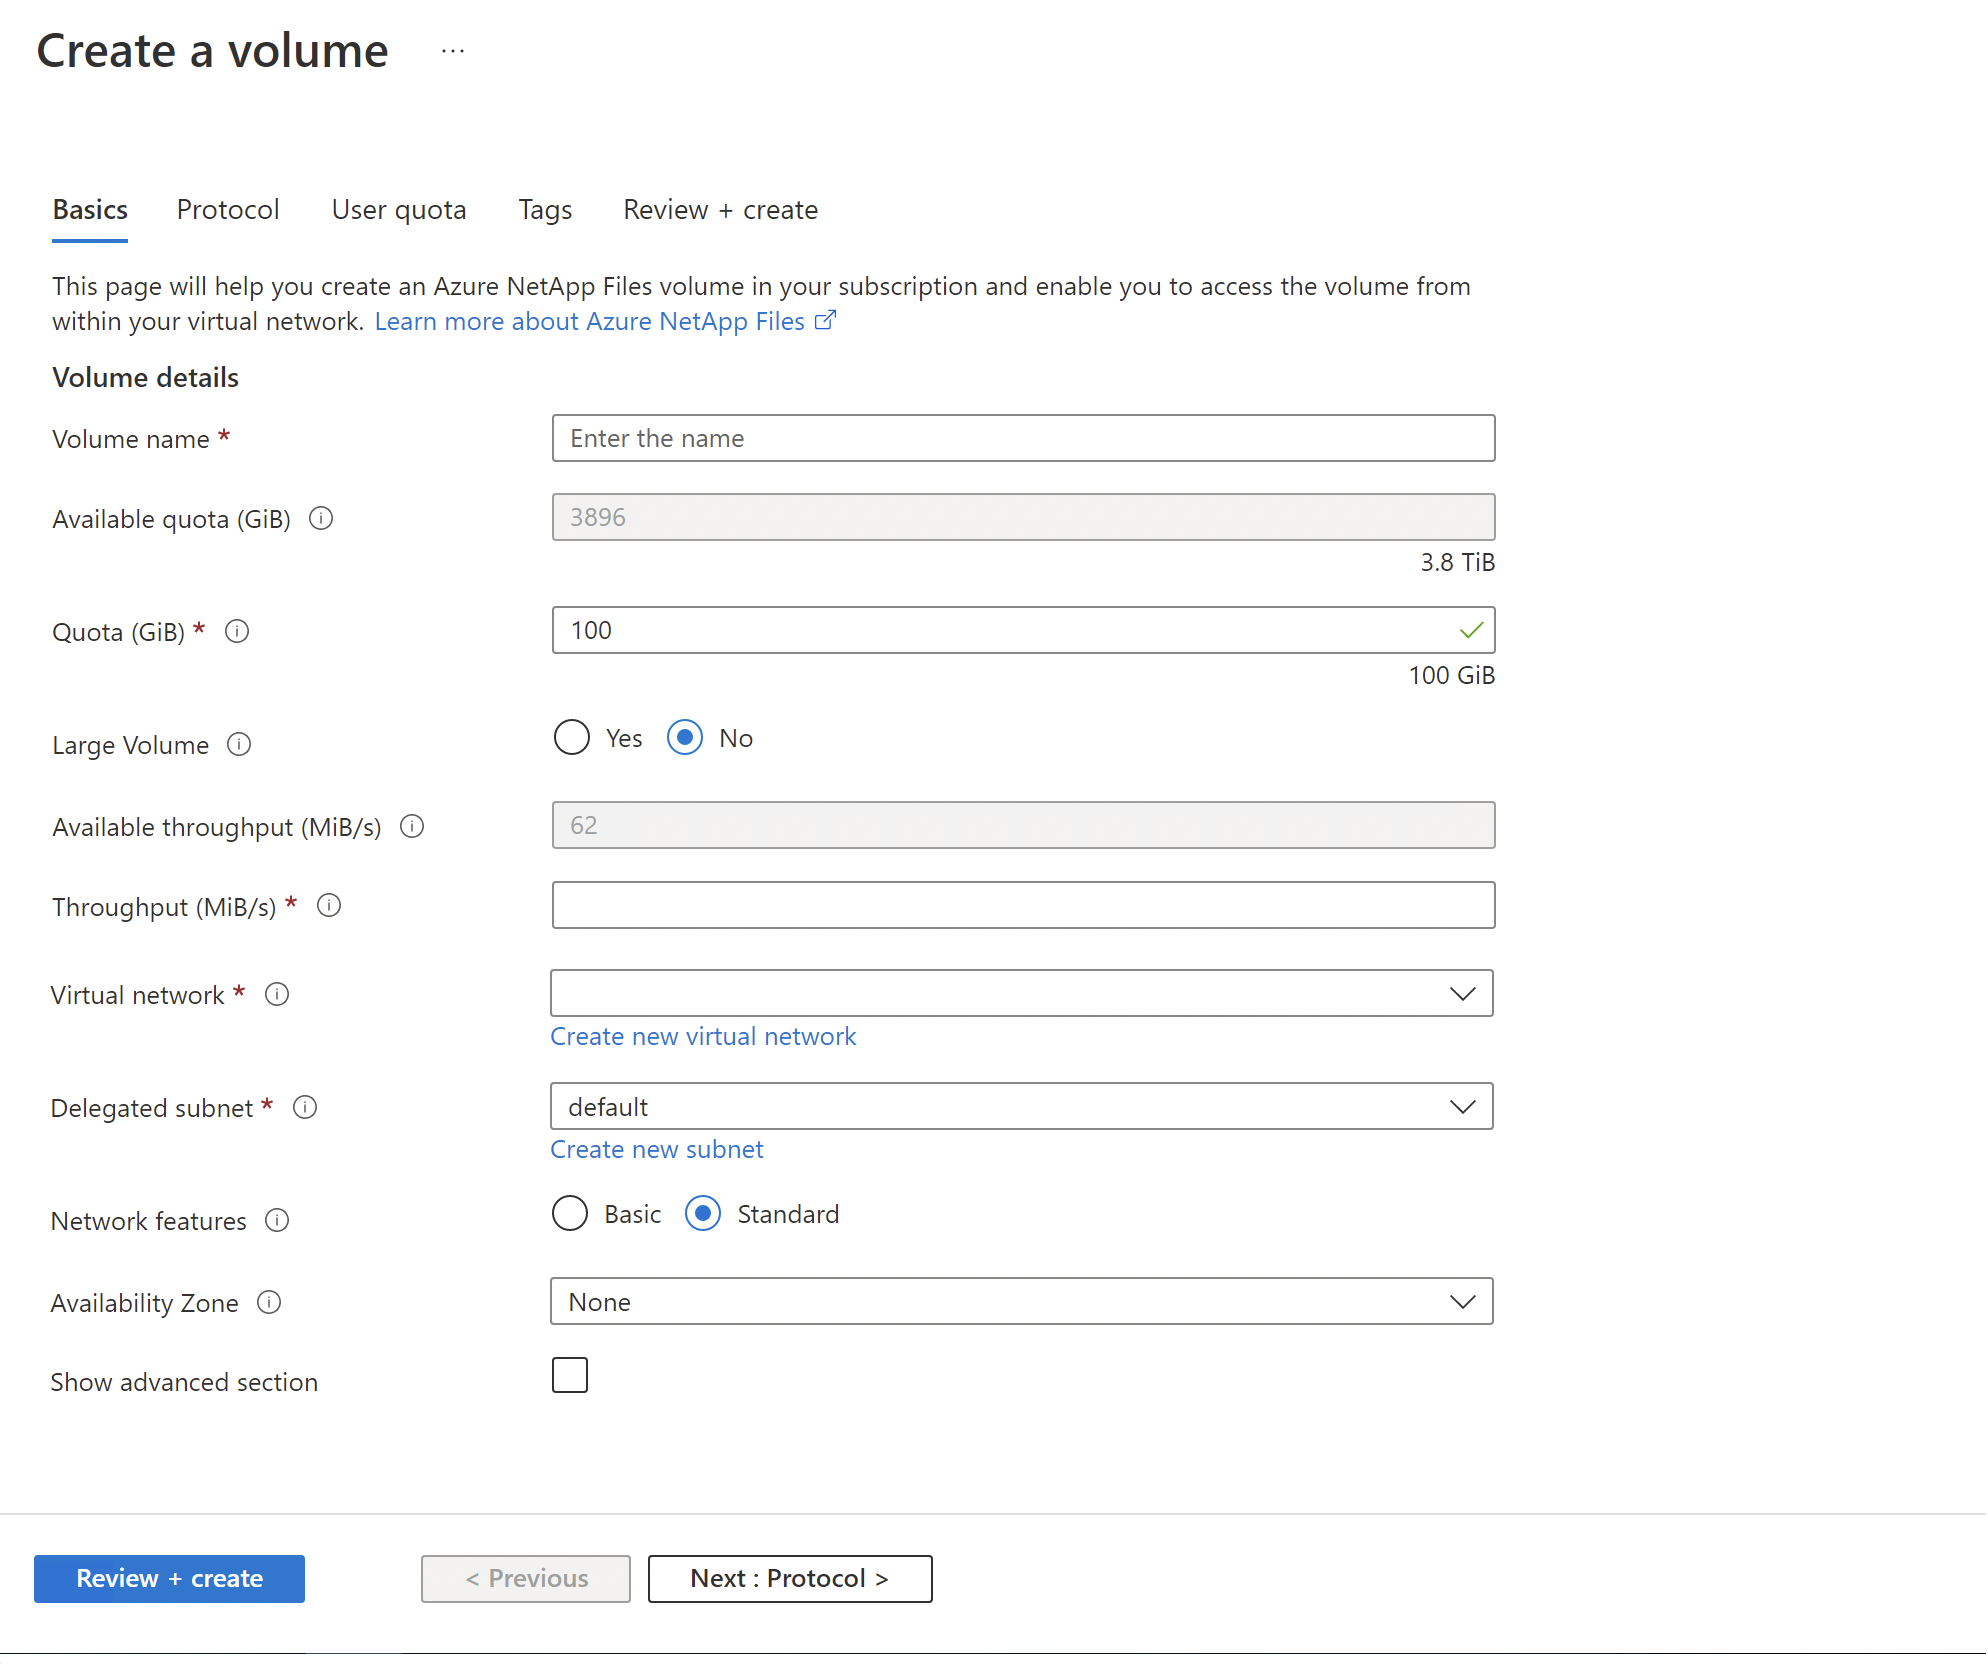 Create a volume ...
Basics Protocol User quota Tags Review + create
This page will help you create an Azure NetApp Files volume in your subscription and enable you to access the volume from
within your virtual network. Learn more about Azure NetApp Files
Volume details
Volume name * Enter the name
Available quota (GiB) 3896
3.8 TiB
Quota (GiB) * 100
100 GiB
Large Volume Yes No
Available throughput (MiB/s) 62
Throughput (MiB/s) *
Virtual network *
Create new virtual network
Delegated subnet * default
Create new subnet
Network features Basic Standard
Availability Zone None
Show advanced section
Review + create < Previous Next : Protocol >